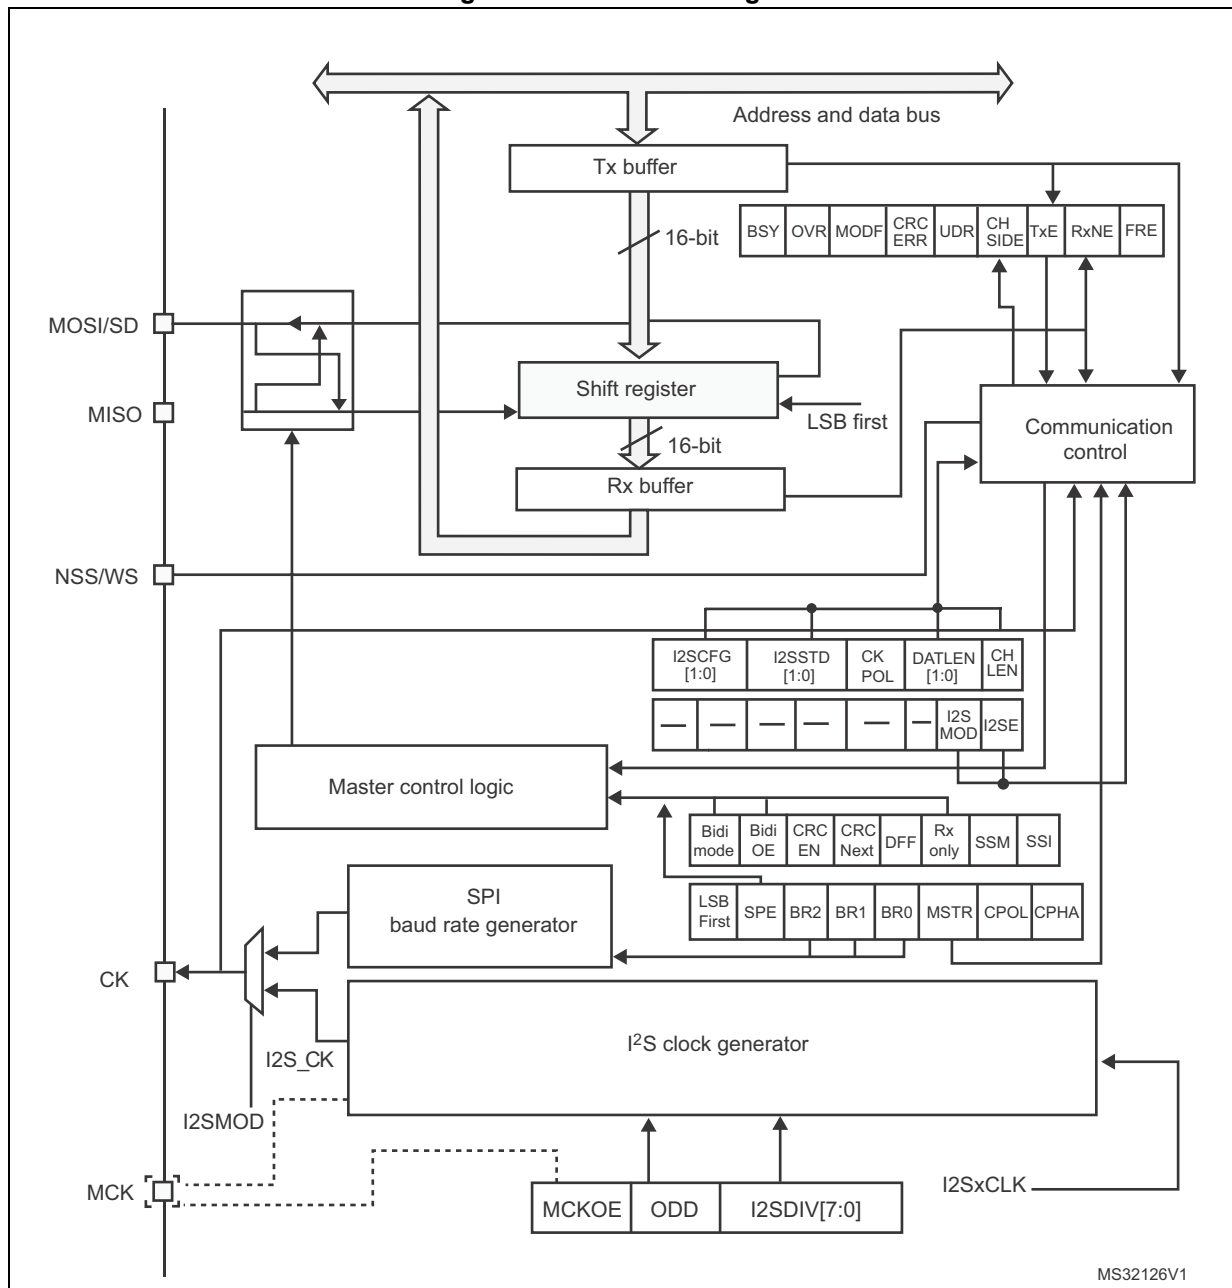 Address and data bus
Tx buffer
16-bit
BSY OVR MODF CRC ERR UDR CH SIDE TxE RxNE FRE
MOSI/SD
Shift register
MISO
LSB first
Communication
control
16-bit
Rx buffer
NSS/WS
I2SCFG [1:0] I2SSTD [1:0] CK POL DATLEN [1:0] CH LEN
— — — — — — I2S MOD I2SE
Master control logic
Bidi mode Bidi OE CRC EN CRC Next DFF Rx only SSM SSI
LSB First SPE BR2 BR1 BR0 MSTR CPOL CPHA
SPI
baud rate generator
CK
I²S clock generator
I2S_CK
I2SMOD
MCK
I2SxCLK
MCKOE ODD I2SDIV[7:0]
MS32126V1